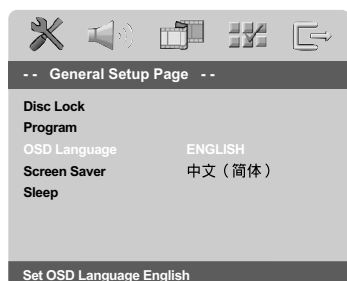 -- General Setup Page --
Disc Lock
Program
OSD Language ENGLISH
Screen Saver 中文（简体）
Sleep
Set OSD Language English